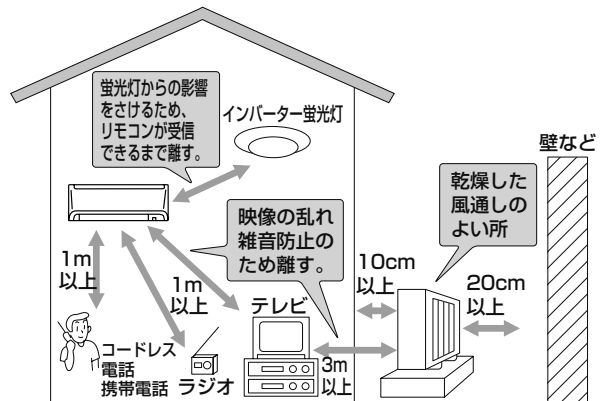 蛍光灯からの影響
をさけるため、
リモコンが受信
できるまで離す。
インバーター蛍光灯
壁など
乾燥した
風通しの
よい所
映像の乱れ
雑音防止の
ため離す。
1m
以上
1m
以上
テレビ
10cm
以上
20cm
以上
コードレス
電話
携帯電話
ラジオ
3m
以上